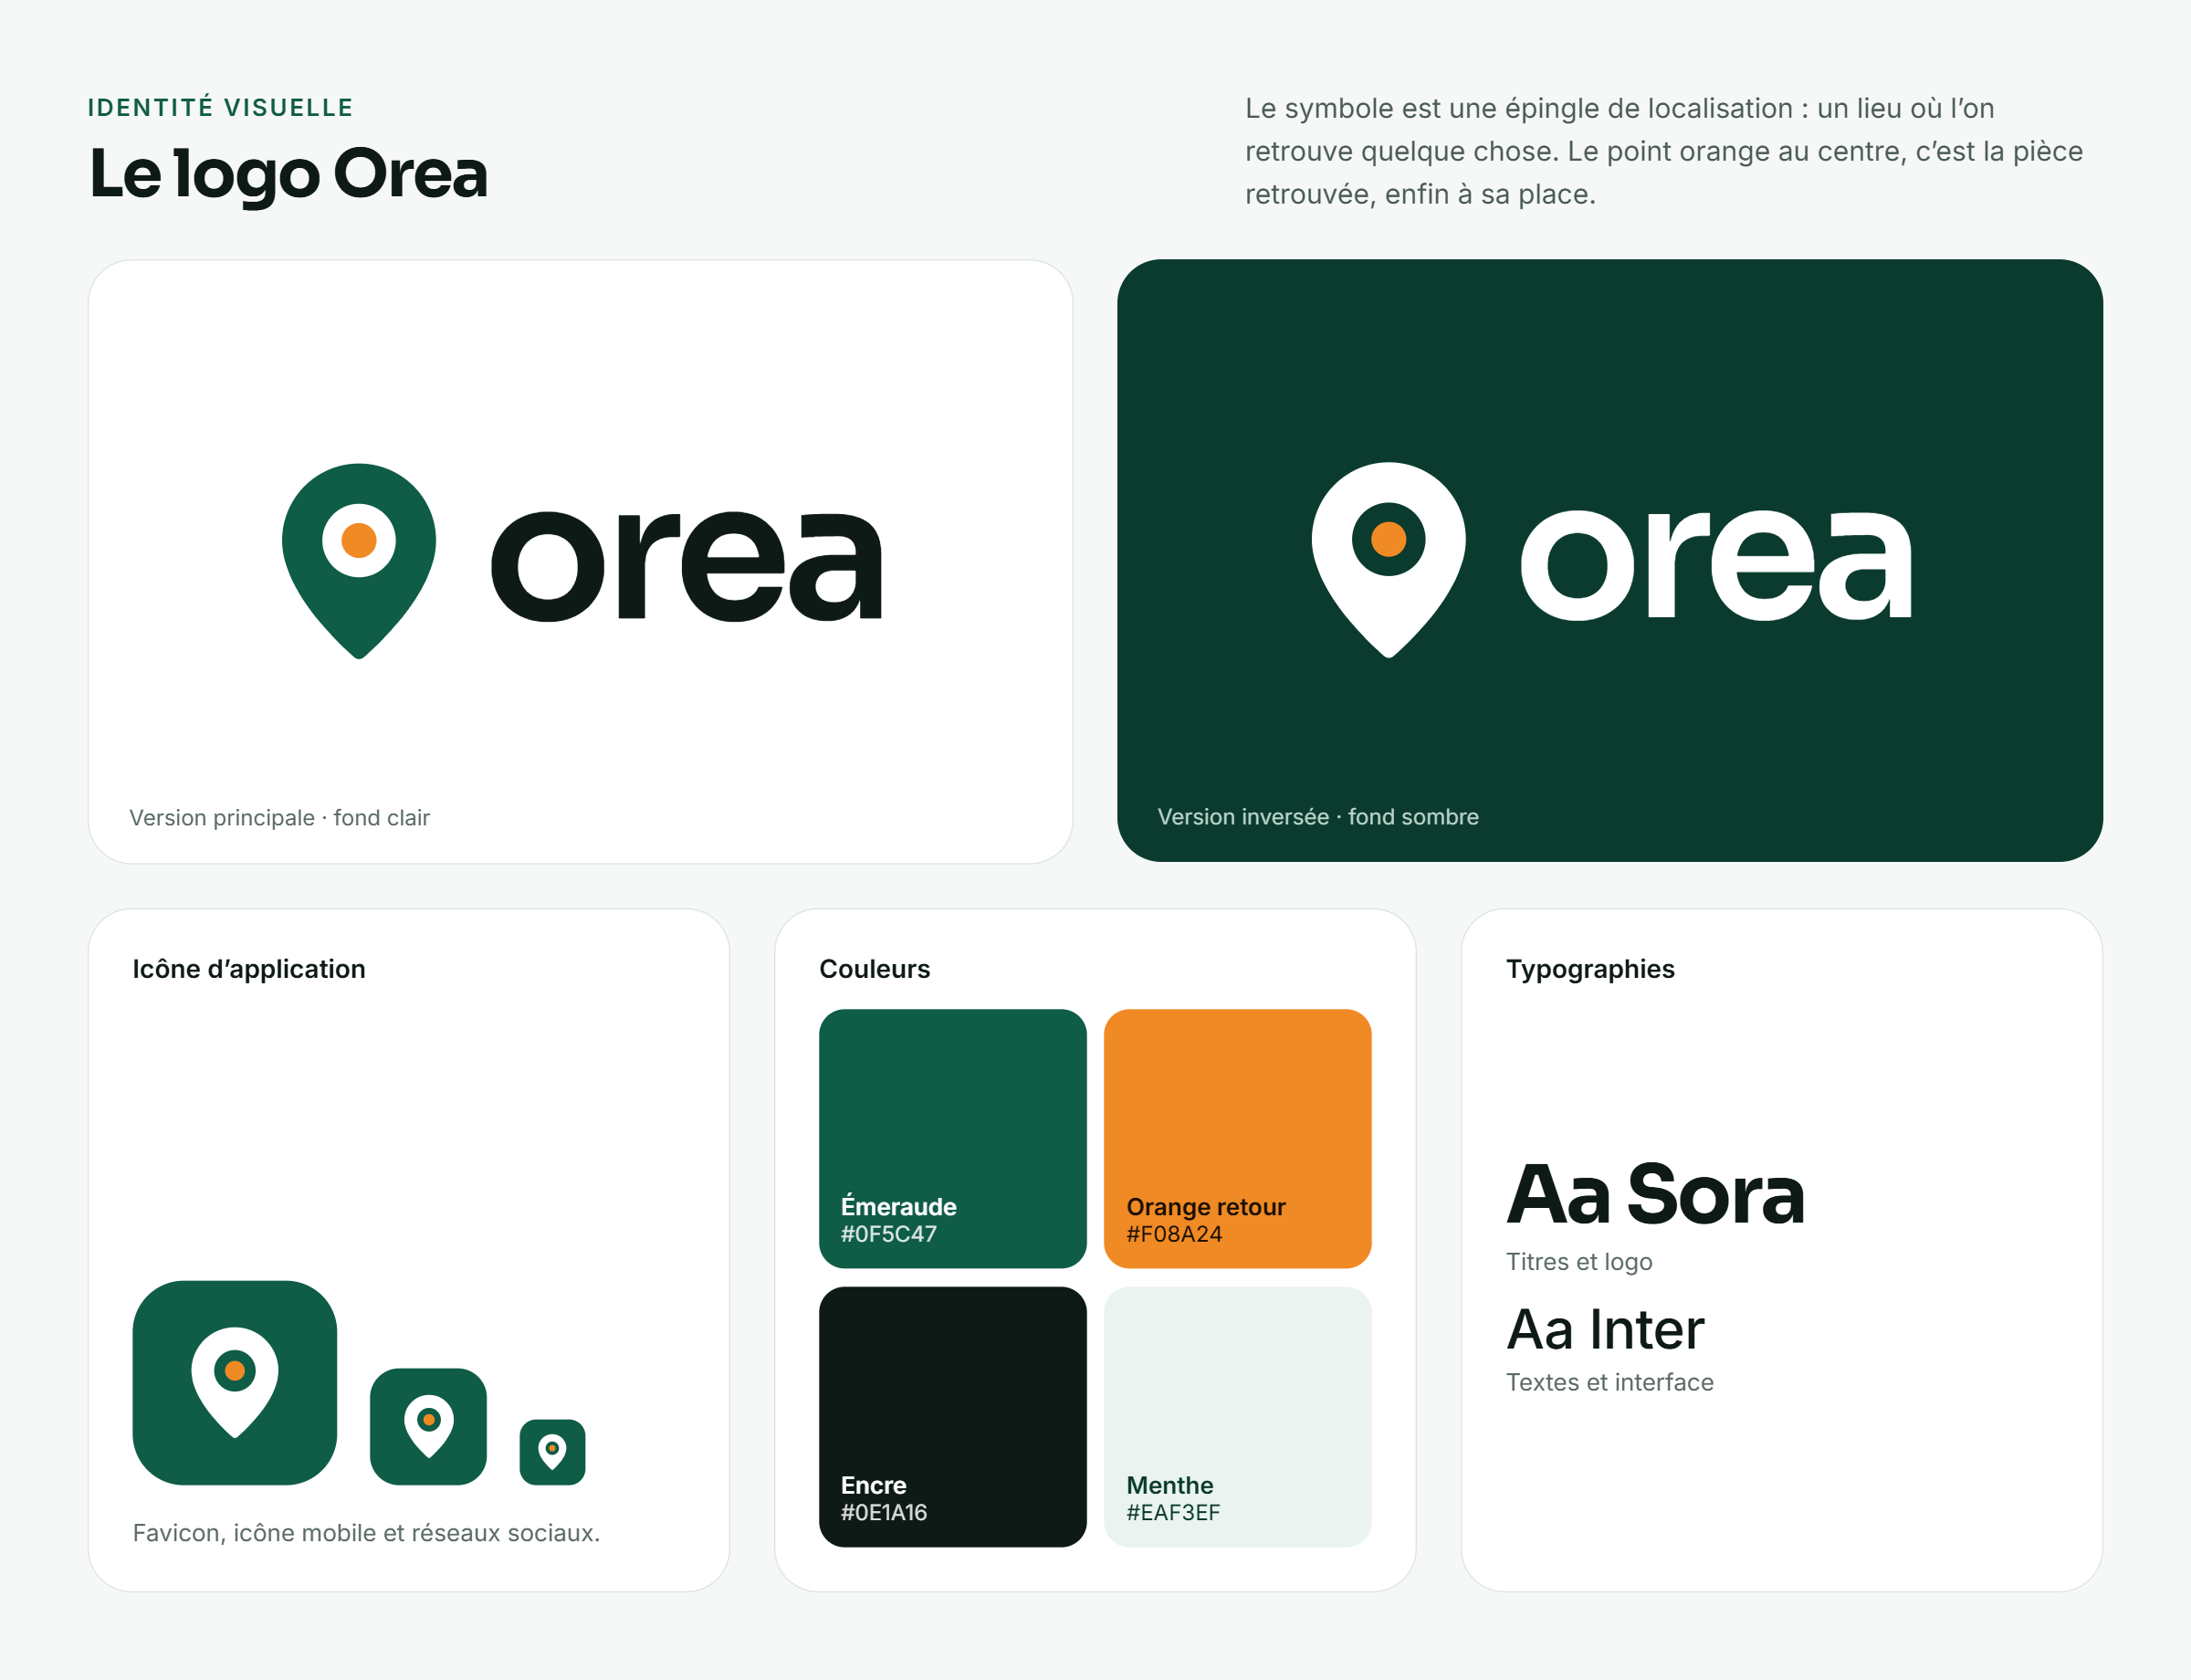 IDENTITÉ VISUELLE
Le logo Orea
Le symbole est une épingle de localisation : un lieu où l’on
retrouve quelque chose. Le point orange au centre, c’est la pièce
retrouvée, enfin à sa place.
orea
Version principale · fond clair
orea
Version inversée · fond sombre
Icône d’application
Favicon, icône mobile et réseaux sociaux.
Couleurs
Émeraude
#0F5C47
Orange retour
#F08A24
Encre
#0E1A16
Menthe
#EAF3EF
Typographies
Aa Sora
Titres et logo
Aa Inter
Textes et interface